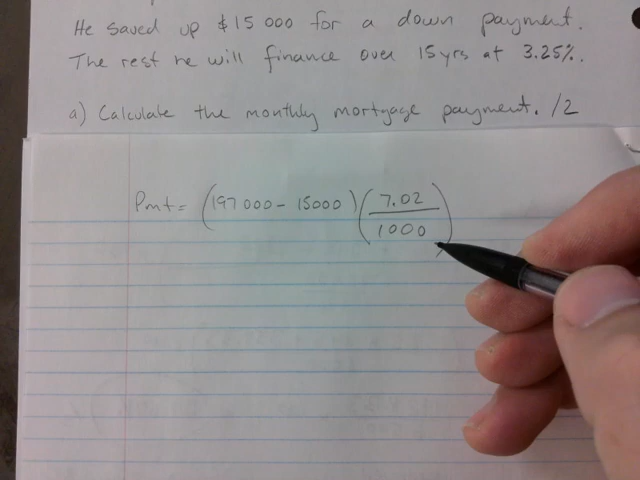 He saved up $15 000 for a down payment.
The rest he will finance over 15yrs at 3.25%.
a) Calculate the monthly mortgage payment. /2
Pmt = (197 000 - 15000) (7.02
1000)